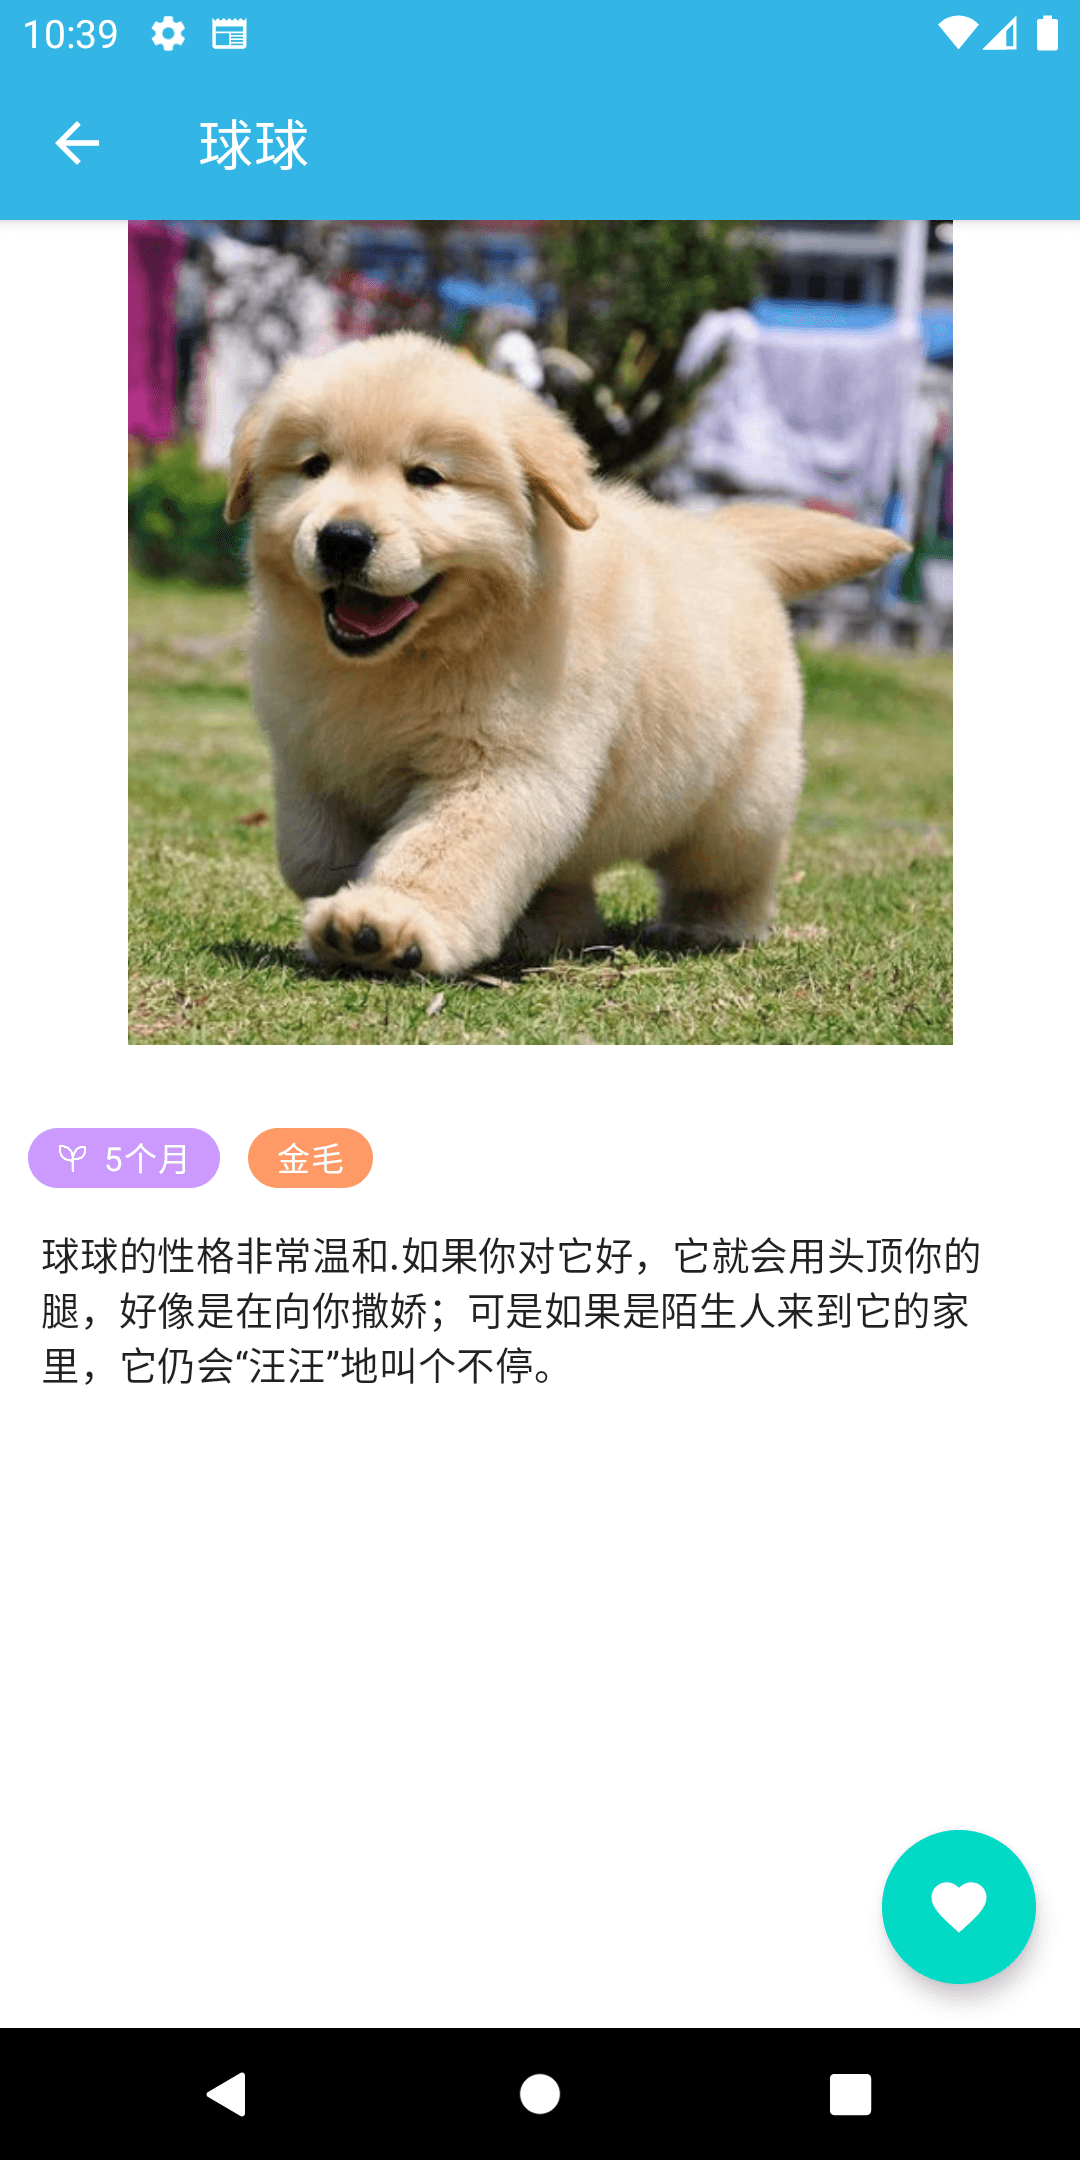 10:39
球球
5个月
金毛
球球的性格非常温和.如果你对它好，它就会用头顶你的
腿，好像是在向你撒娇；可是如果是陌生人来到它的家
里，它仍会“汪汪”地叫个不停。